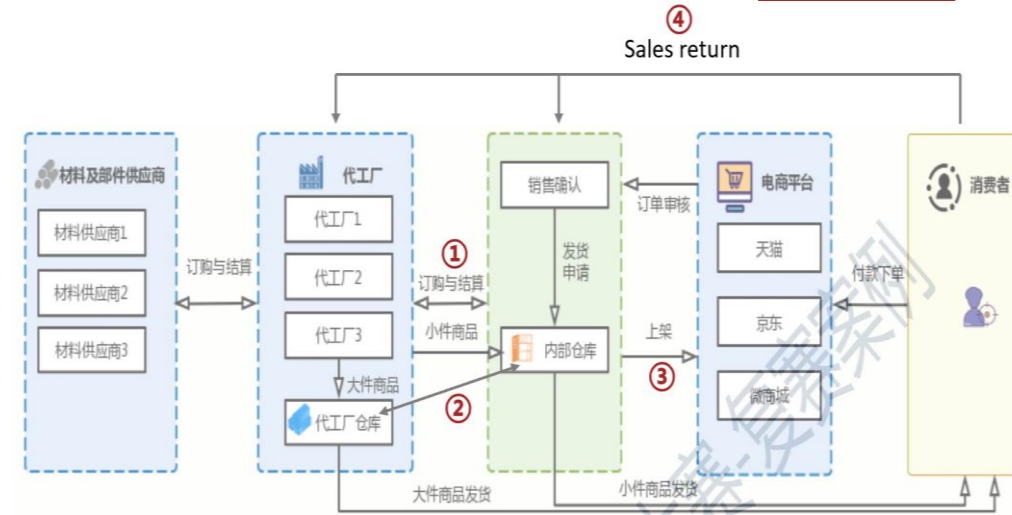 ④
Sales return
材料及部件供应商
材料供应商1
材料供应商2
材料供应商3
订购与结算
代工厂
代工厂1
代工厂2
代工厂3
大件商品
代工厂仓库
①
订购与结算
小件商品
②
销售确认
发货
申请
内部仓库
订单审核
上架
③
电商平台
天猫
京东
微商城
付款下单
消费者
大件商品发货
小件商品发货
赛-复赛案例